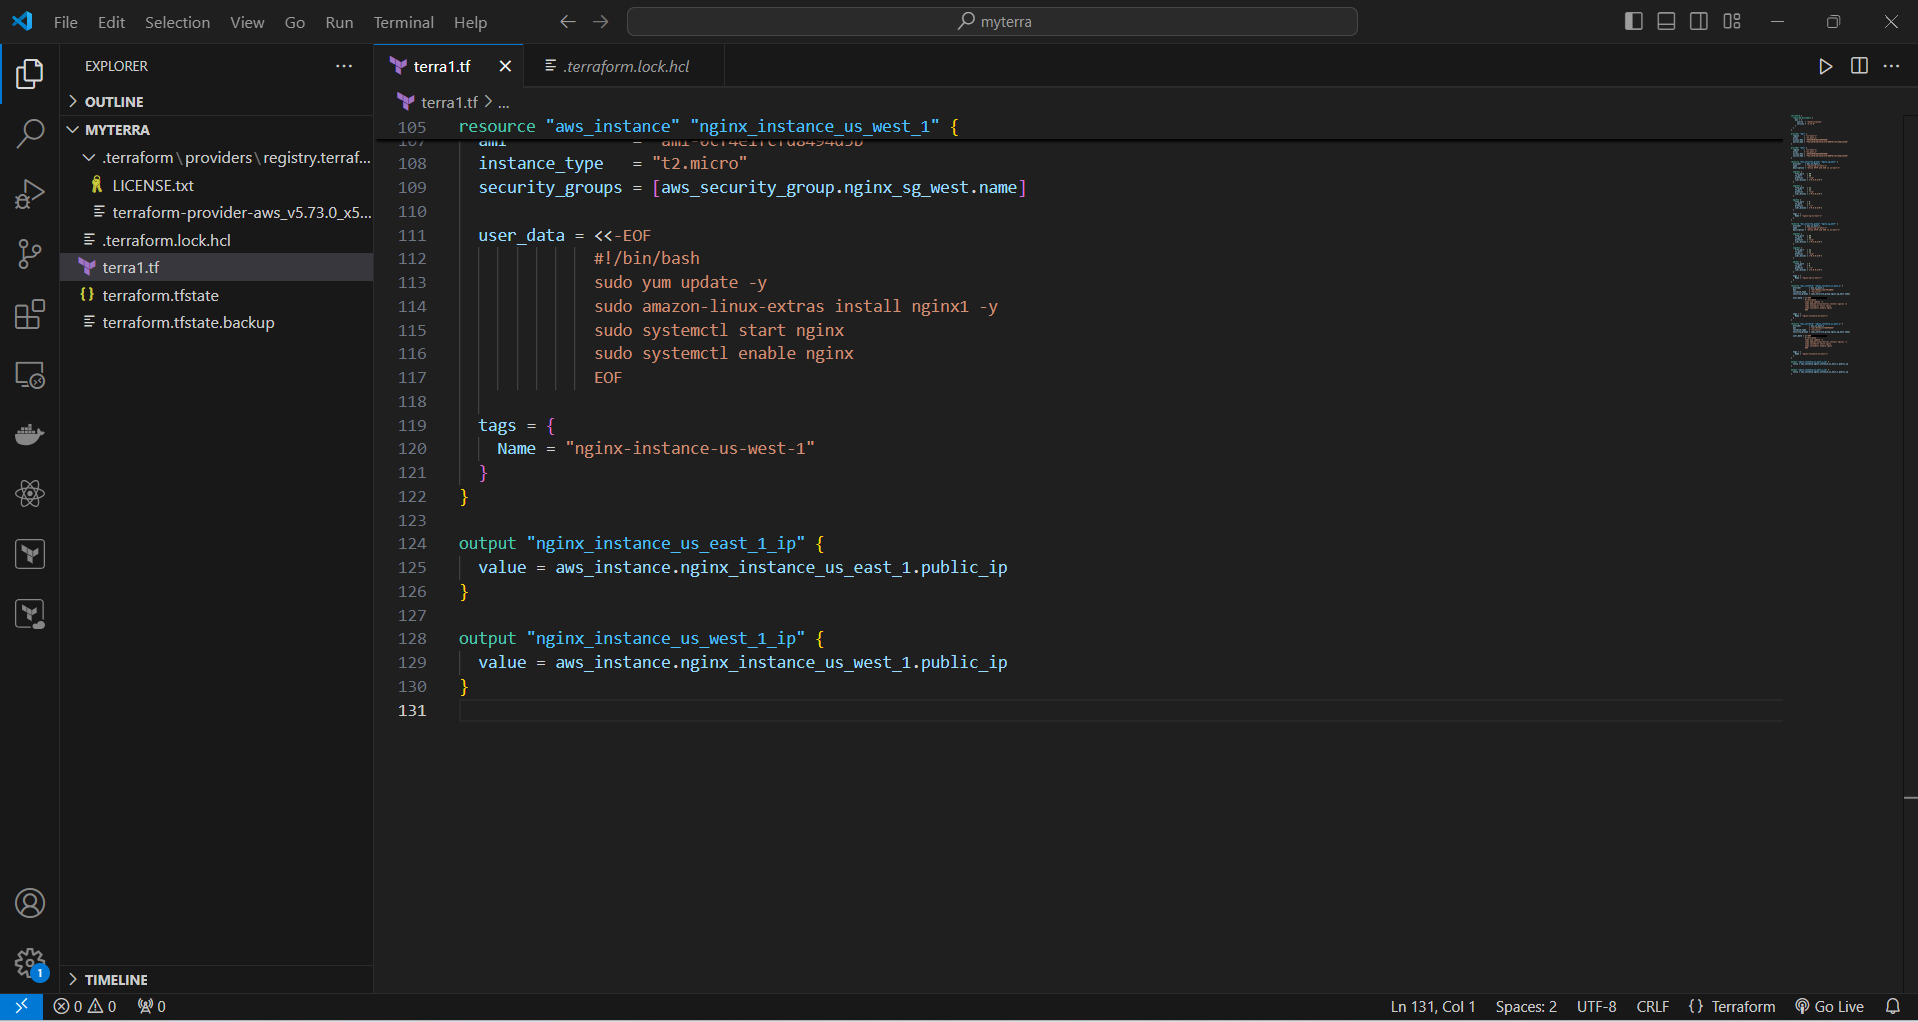 File Edit Selection View Go Run Terminal Help
myterra
EXPLORER
OUTLINE
MYTERRA
.terraform\providers\registry.terraf...
LICENSE.txt
terraform-provider-aws_v5.73.0_x5...
.terraform.lock.hcl
terra1.tf
terraform.tfstate
terraform.tfstate.backup
TIMELINE
terra1.tf
.terraform.lock.hcl
terra1.tf > ...
105 resource "aws_instance" "nginx_instance_us_west_1" {
108 instance_type   = "t2.micro"
109 security_groups = [aws_security_group.nginx_sg_west.name]
110
111 user_data = <<-EOF
112 #!/bin/bash
113 sudo yum update -y
114 sudo amazon-linux-extras install nginx1 -y
115 sudo systemctl start nginx
116 sudo systemctl enable nginx
117 EOF
118
119 tags = {
120 Name = "nginx-instance-us-west-1"
121 }
122 }
123
124 output "nginx_instance_us_east_1_ip" {
125 value = aws_instance.nginx_instance_us_east_1.public_ip
126 }
127
128 output "nginx_instance_us_west_1_ip" {
129 value = aws_instance.nginx_instance_us_west_1.public_ip
130 }
131
1
0 0 0
Ln 131, Col 1 Spaces: 2 UTF-8 CRLF {} Terraform Go Live